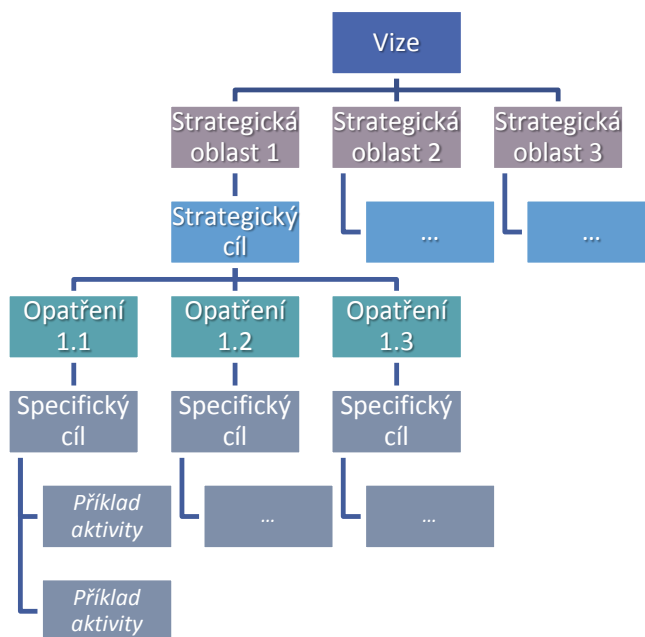 Vize
Strategická
oblast 1
Strategická
oblast 2
Strategická
oblast 3
Strategický
cíl
...
...
Opatření
1.1
Opatření
1.2
Opatření
1.3
Specifický
cíl
Specifický
cíl
Specifický
cíl
Příklad
aktivity
...
...
Příklad
aktivity